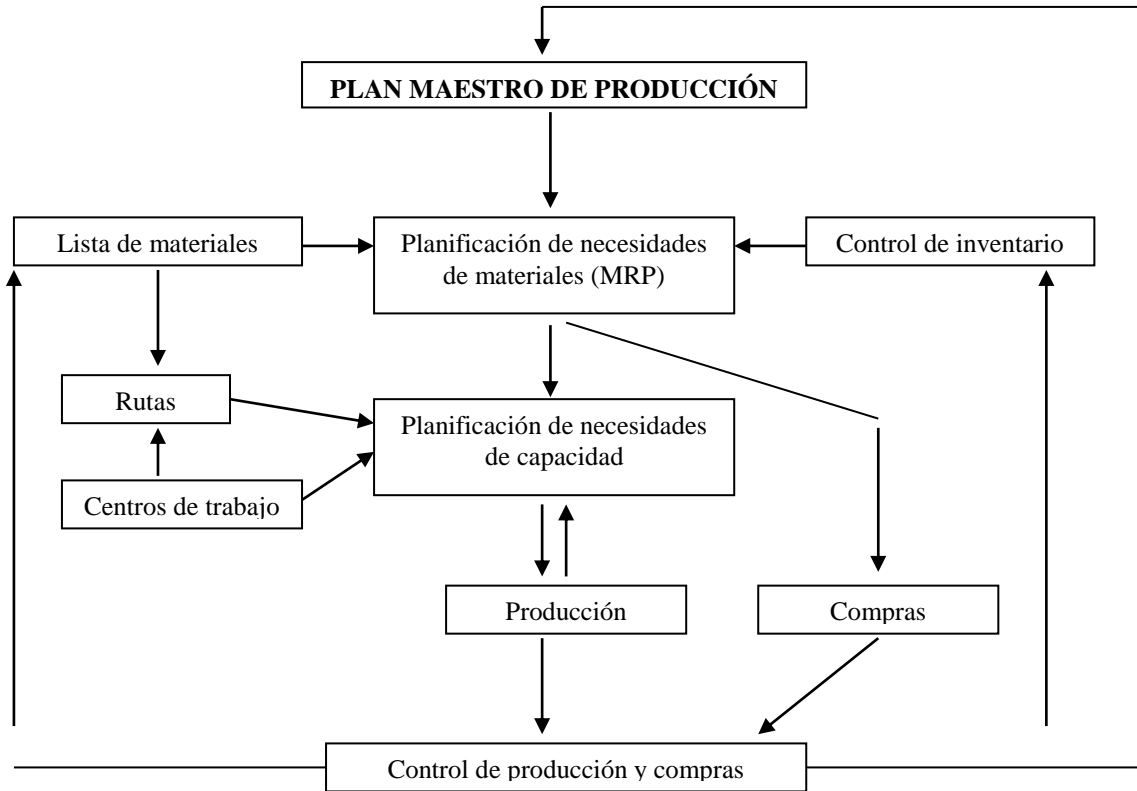 PLAN MAESTRO DE PRODUCCIÓN
Lista de materiales
Planificación de necesidades
de materiales (MRP)
Control de inventario
Rutas
Planificación de necesidades
de capacidad
Centros de trabajo
Producción
Compras
Control de producción y compras